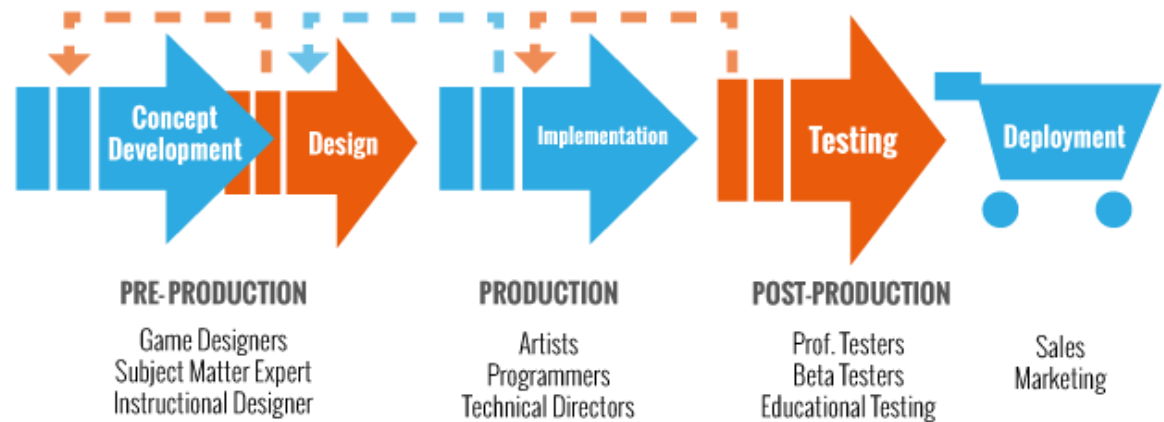 Concept
Development
Design
Implementation
Testing
Deployment
PRE-PRODUCTION
Game Designers
Subject Matter Expert
Instructional Designer
PRODUCTION
Artists
Programmers
Technical Directors
POST-PRODUCTION
Prof. Testers
Beta Testers
Educational Testing
Sales
Marketing